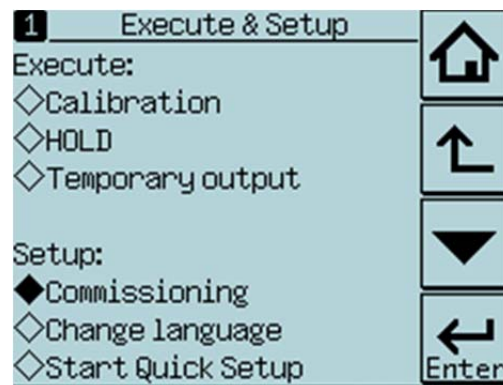 1 Execute & Setup
Execute:
Calibration
HOLD
Temporary output
Setup:
Commissioning
Change language
Start Quick Setup
Enter